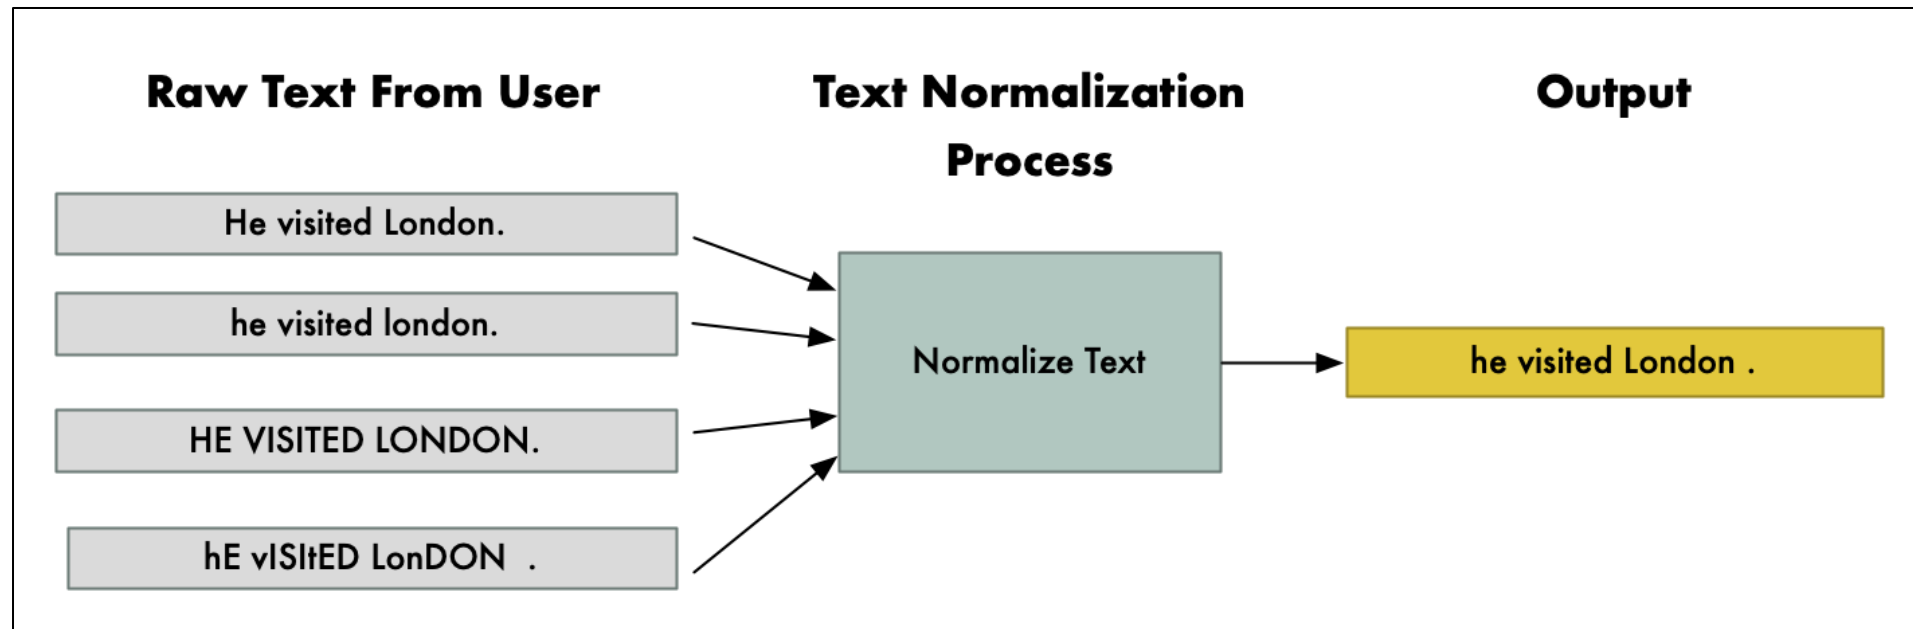 Raw Text From User
Text Normalization
Process
Output
He visited London.
he visited london.
HE VISITED LONDON.
hE vISItED LonDON  .
Normalize Text
he visited London .